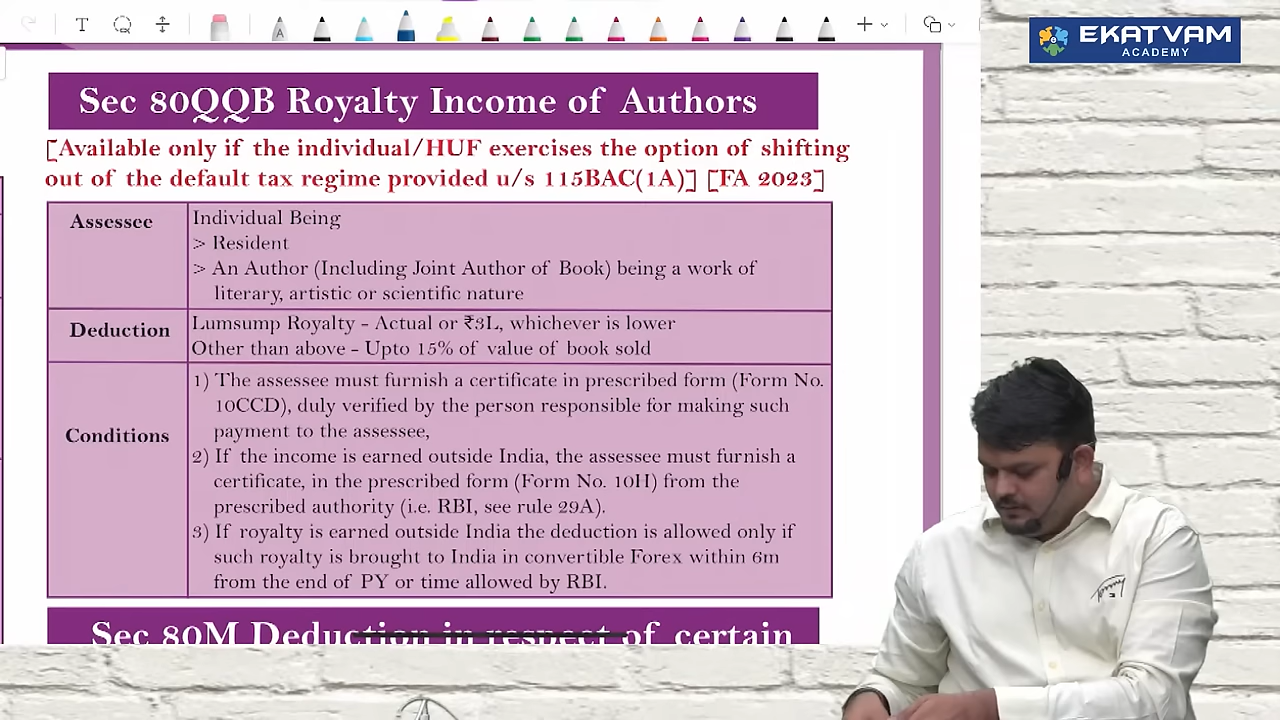 T
A
EKATVAM
ACADEMY
Sec 80QQB Royalty Income of Authors
[Available only if the individual/HUF exercises the option of shifting
out of the default tax regime provided u/s 115BAC(1A)] [FA 2023]
Assessee
Individual Being
> Resident
> An Author (Including Joint Author of Book) being a work of
literary, artistic or scientific nature
Deduction
Lumsump Royalty - Actual or ₹3L, whichever is lower
Other than above - Upto 15% of value of book sold
Conditions
1) The assessee must furnish a certificate in prescribed form (Form No.
10CCD), duly verified by the person responsible for making such
payment to the assessee,
2) If the income is earned outside India, the assessee must furnish a
certificate, in the prescribed form (Form No. 10H) from the
prescribed authority (i.e. RBI, see rule 29A).
3) If royalty is earned outside India the deduction is allowed only if
such royalty is brought to India in convertible Forex within 6m
from the end of PY or time allowed by RBI.
Sec 80M Deduction in respect of certain